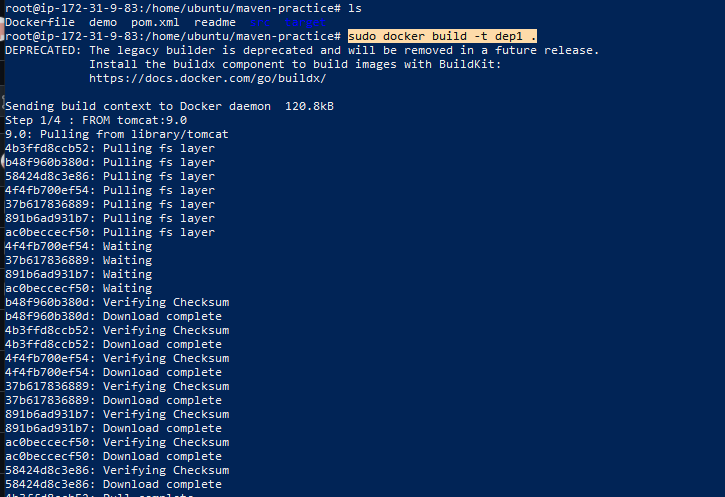 root@ip-172-31-9-83:/home/ubuntu/maven-practice# ls
Dockerfile  demo  pom.xml  readme  src  target
root@ip-172-31-9-83:/home/ubuntu/maven-practice# sudo docker build -t dep1 .
DEPRECATED: The legacy builder is deprecated and will be removed in a future release.
            Install the buildx component to build images with BuildKit:
            https://docs.docker.com/go/buildx/
Sending build context to Docker daemon  120.8kB
Step 1/4 : FROM tomcat:9.0
9.0: Pulling from library/tomcat
4b3ffd8ccb52: Pulling fs layer
b48f960b380d: Pulling fs layer
58424d8c3e86: Pulling fs layer
4f4fb700ef54: Pulling fs layer
37b617836889: Pulling fs layer
891b6ad931b7: Pulling fs layer
ac0beccecf50: Pulling fs layer
4f4fb700ef54: Waiting
37b617836889: Waiting
891b6ad931b7: Waiting
ac0beccecf50: Waiting
b48f960b380d: Verifying Checksum
b48f960b380d: Download complete
4b3ffd8ccb52: Verifying Checksum
4b3ffd8ccb52: Download complete
4f4fb700ef54: Verifying Checksum
4f4fb700ef54: Download complete
37b617836889: Verifying Checksum
37b617836889: Download complete
891b6ad931b7: Verifying Checksum
891b6ad931b7: Download complete
ac0beccecf50: Verifying Checksum
ac0beccecf50: Download complete
58424d8c3e86: Verifying Checksum
58424d8c3e86: Download complete
4b3ffd8ccb52: Pull complete